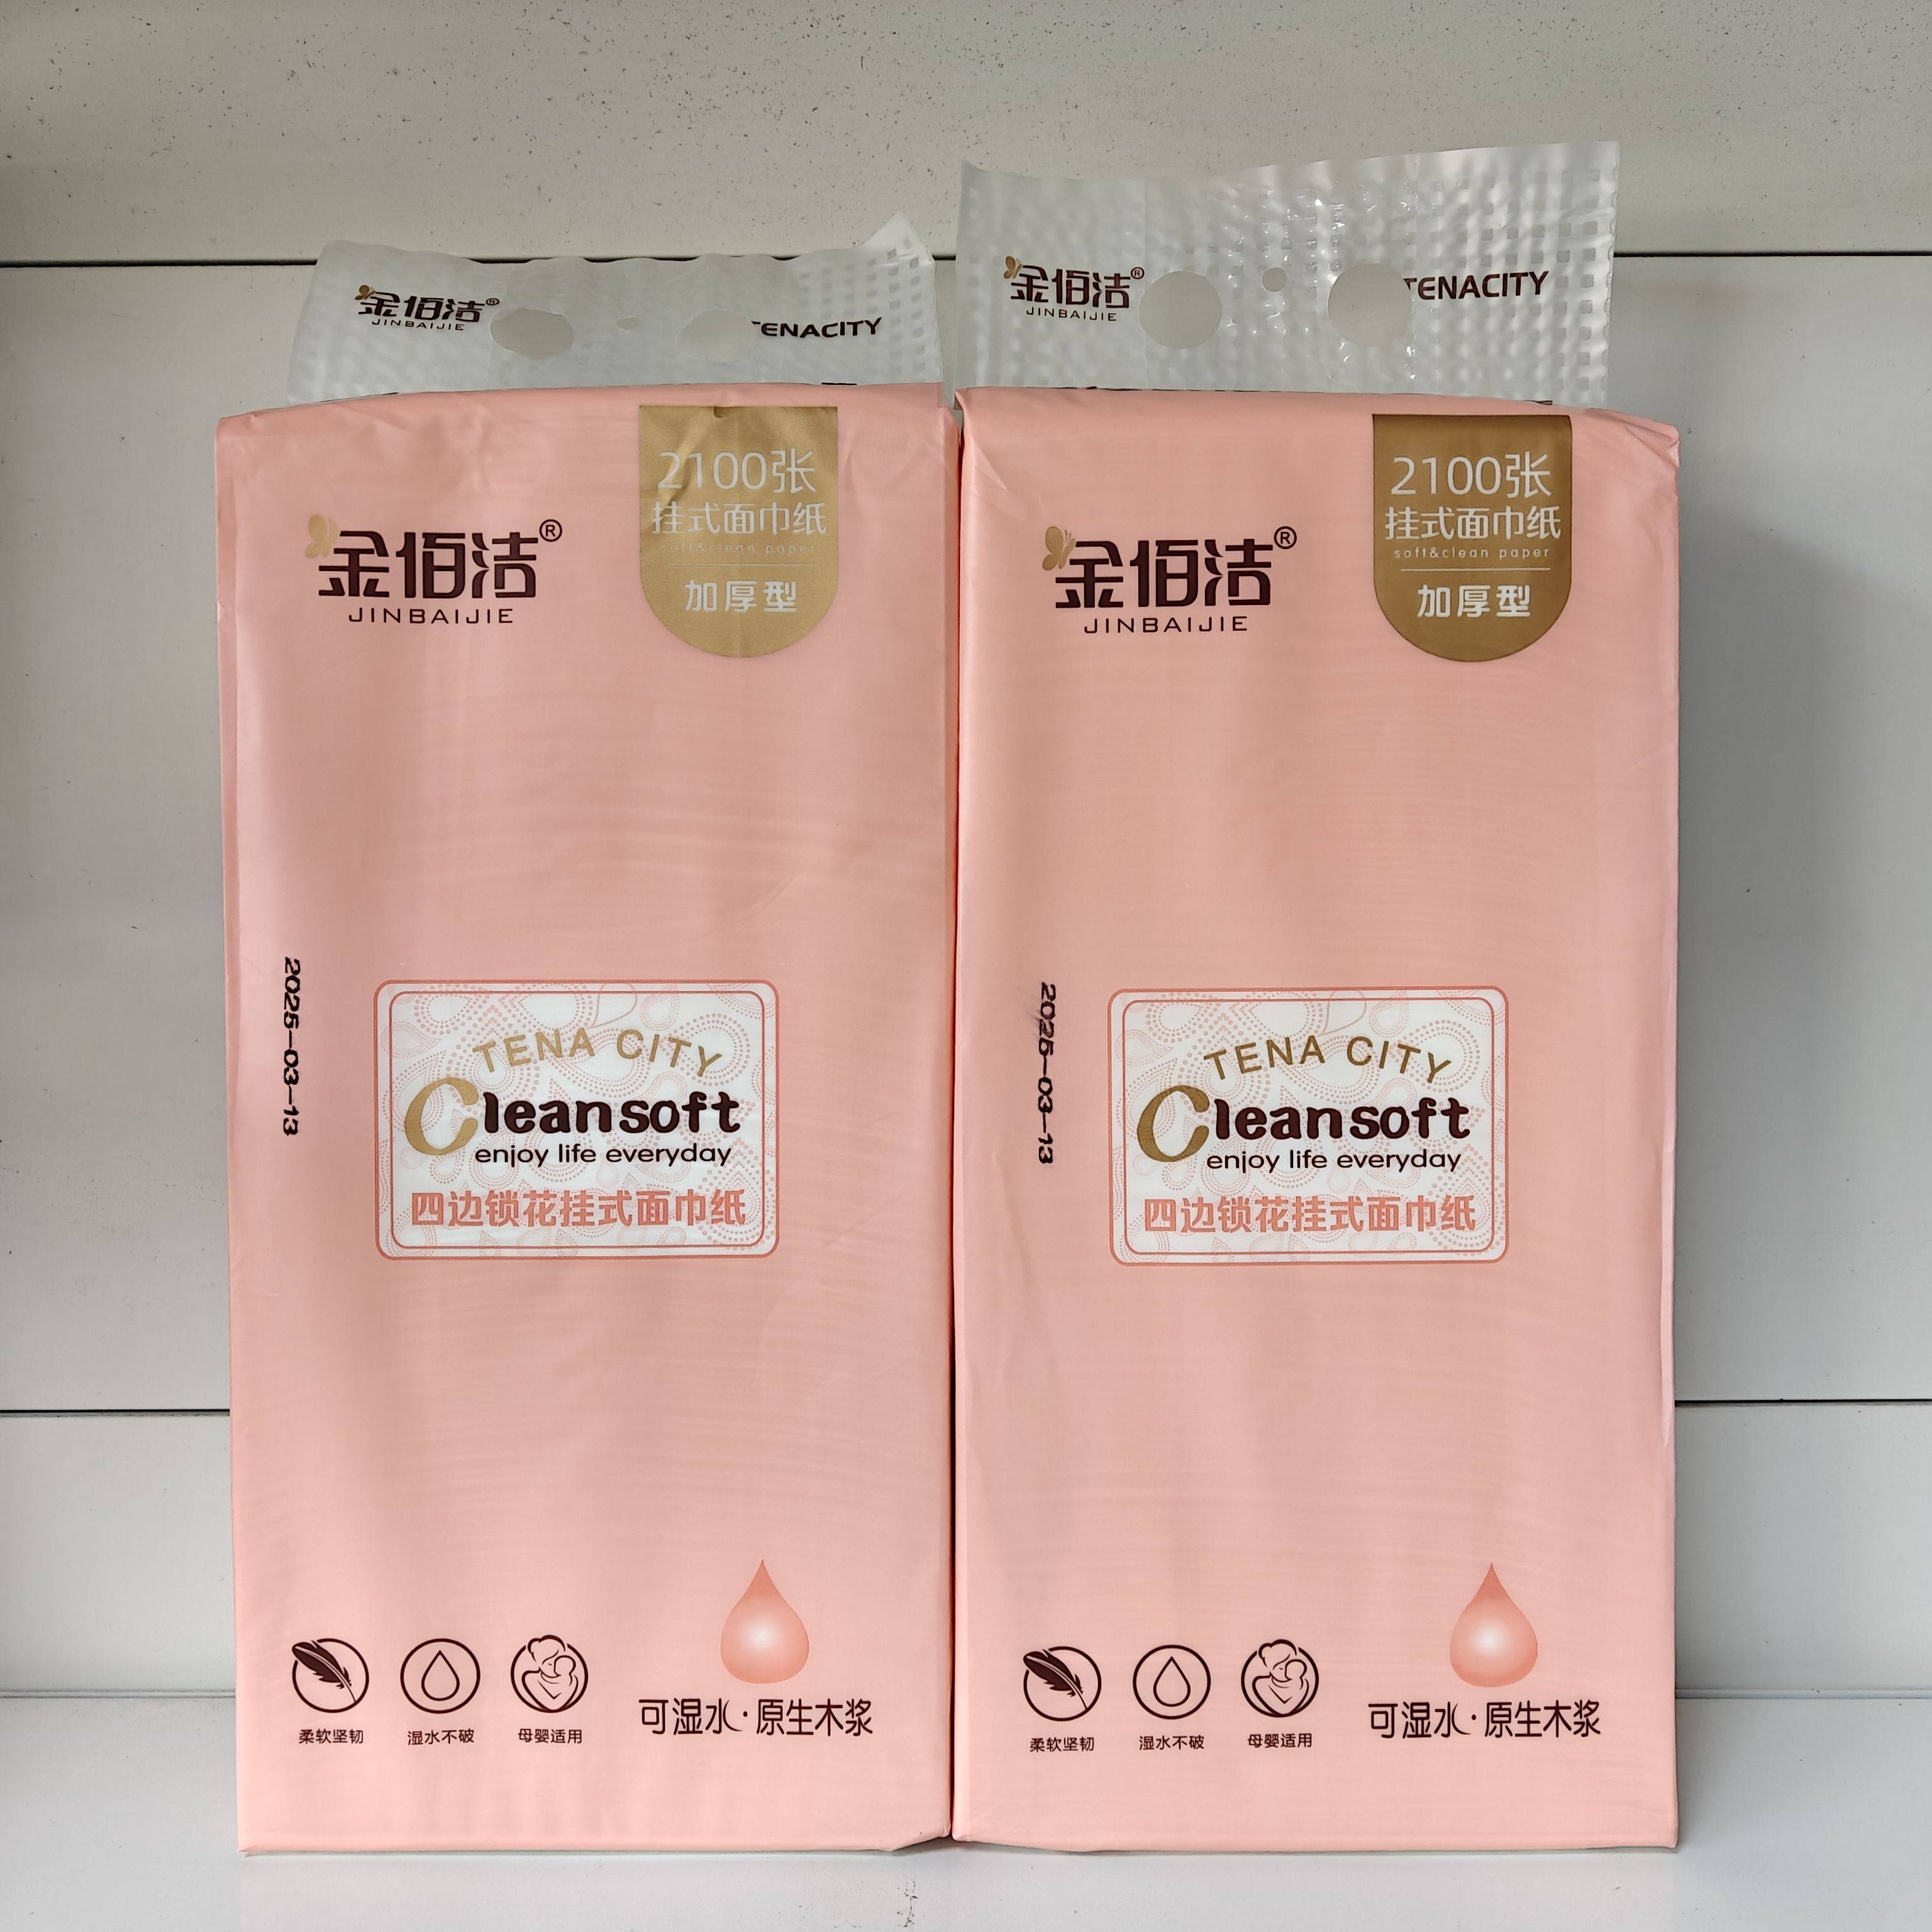 金佰洁®
JINBAIJIE
TENACITY
2100张
挂式面巾纸
soft&clean paper
加厚型
金佰洁®
JINBAIJIE
2025-03-13
TENA CITY
Cleansoft
enjoy life everyday
四边锁花挂式面巾纸
柔软坚韧
湿水不破
母婴适用
可湿水·原生木浆
金佰洁®
JINBAIJIE
TENACITY
2100张
挂式面巾纸
soft&clean paper
加厚型
金佰洁®
JINBAIJIE
2025-03-13
TENA CITY
Cleansoft
enjoy life everyday
四边锁花挂式面巾纸
柔软坚韧
湿水不破
母婴适用
可湿水·原生木浆